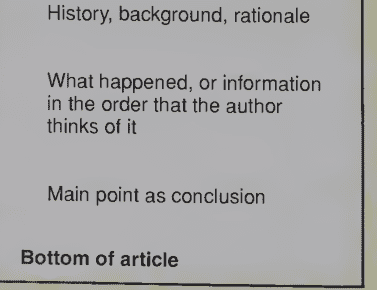 History, background, rationale
What happened, or information
in the order that the author
thinks of it
Main point as conclusion
Bottom of article